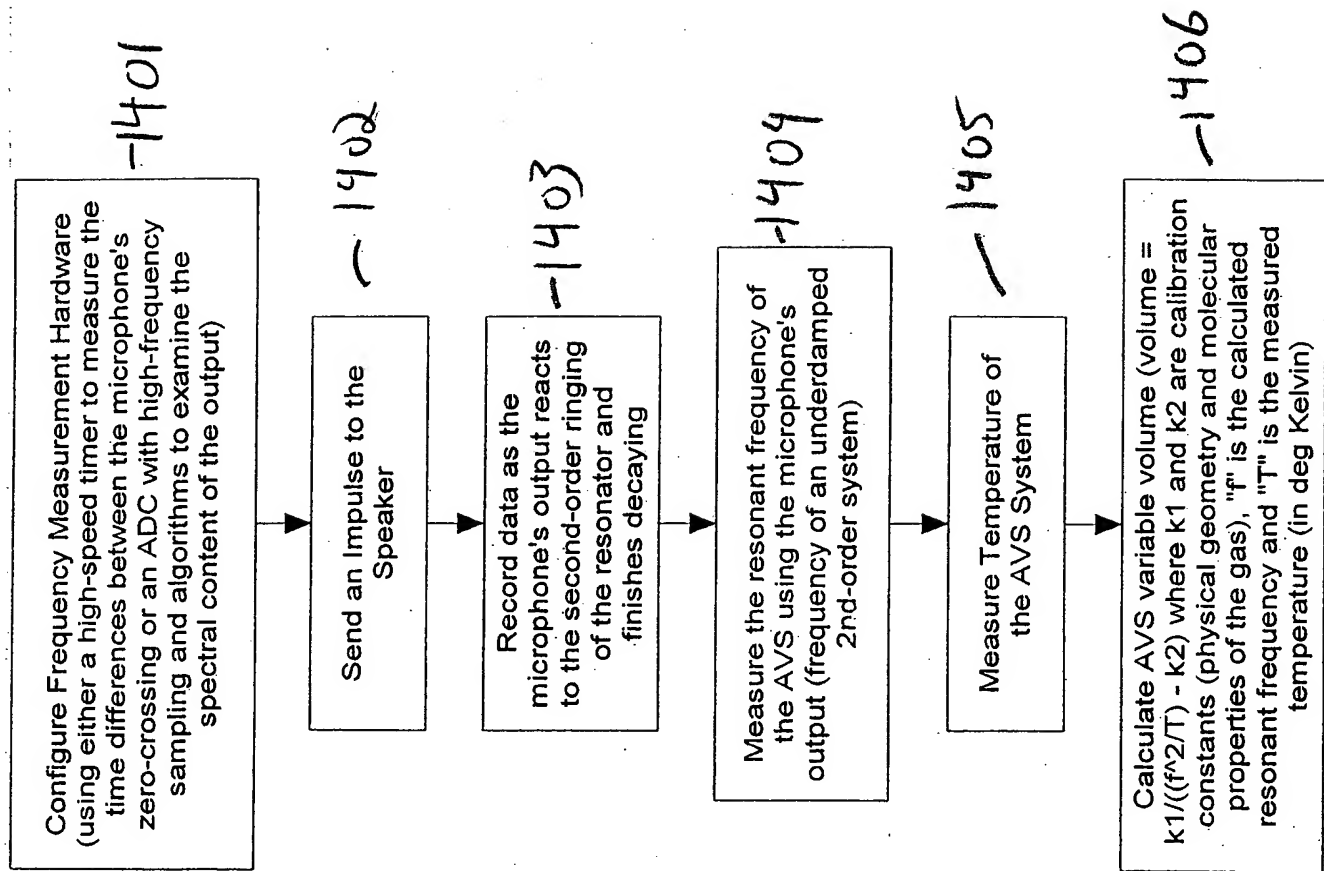 Configure Frequency Measurement Hardware
(using either a high-speed timer to measure the
time differences between the microphone's
zero-crossing or an ADC with high-frequency
sampling and algorithms to examine the
spectral content of the output)
-1401
Send an Impulse to the
Speaker
- 1402
Record data as the
microphone's output reacts
to the second-order ringing
of the resonator and
finishes decaying
-1403
Measure the resonant frequency of
the AVS using the microphone's
output (frequency of an underdamped
2nd-order system)
-1404
Measure Temperature of
the AVS System
- 1405
Calculate AVS variable volume (volume =
k1/((f^2/T) - k2) where k1 and k2 are calibration
constants (physical geometry and molecular
properties of the gas), "f" is the calculated
resonant frequency and "T" is the measured
temperature (in deg Kelvin)
-1406